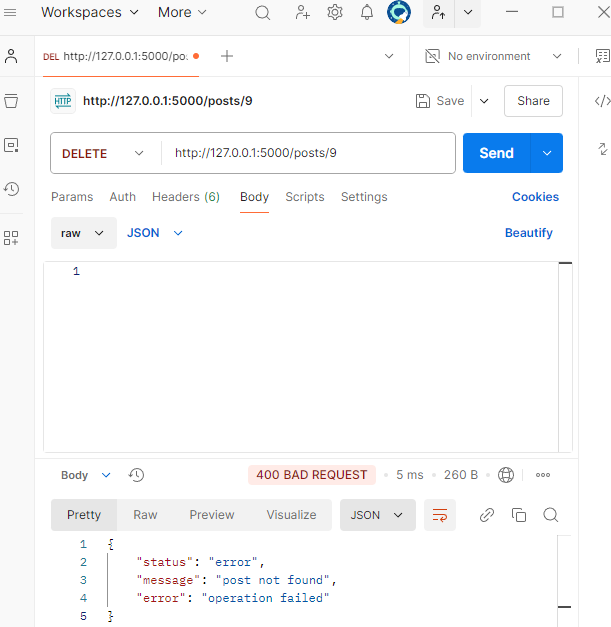 Workspaces More
DEL http://127.0.0.1:5000/po No environment
HTTP http://127.0.0.1:5000/posts/9 Save Share
DELETE http://127.0.0.1:5000/posts/9 Send
Params Auth Headers (6) Body Scripts Settings Cookies
raw JSON Beautify
1
Body 400 BAD REQUEST 5 ms 260 B
Pretty Raw Preview Visualize JSON
1 {
2 "status": "error",
3 "message": "post not found",
4 "error": "operation failed"
5 }